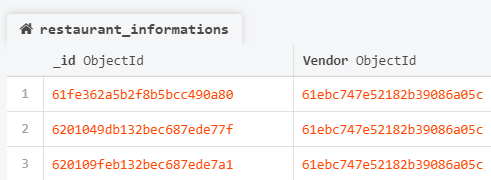 restaurant_informations
_id ObjectId Vendor ObjectId
1 61fe362a5b2f8b5bcc490a80 61ebc747e52182b39086a05c
2 6201049db132bec687ede77f 61ebc747e52182b39086a05c
3 620109feb132bec687ede7a1 61ebc747e52182b39086a05c